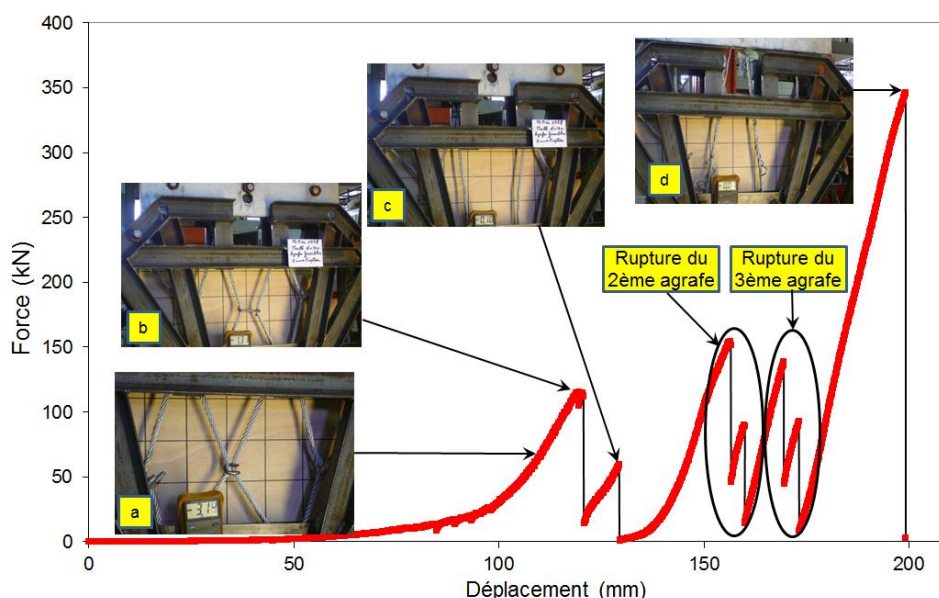 400
350
300
250
200
150
100
50
0
Force (kN)
0
50
100
150
200
Déplacement (mm)
a
b
c
d
Rupture du
2ème agrafe
Rupture du
3ème agrafe